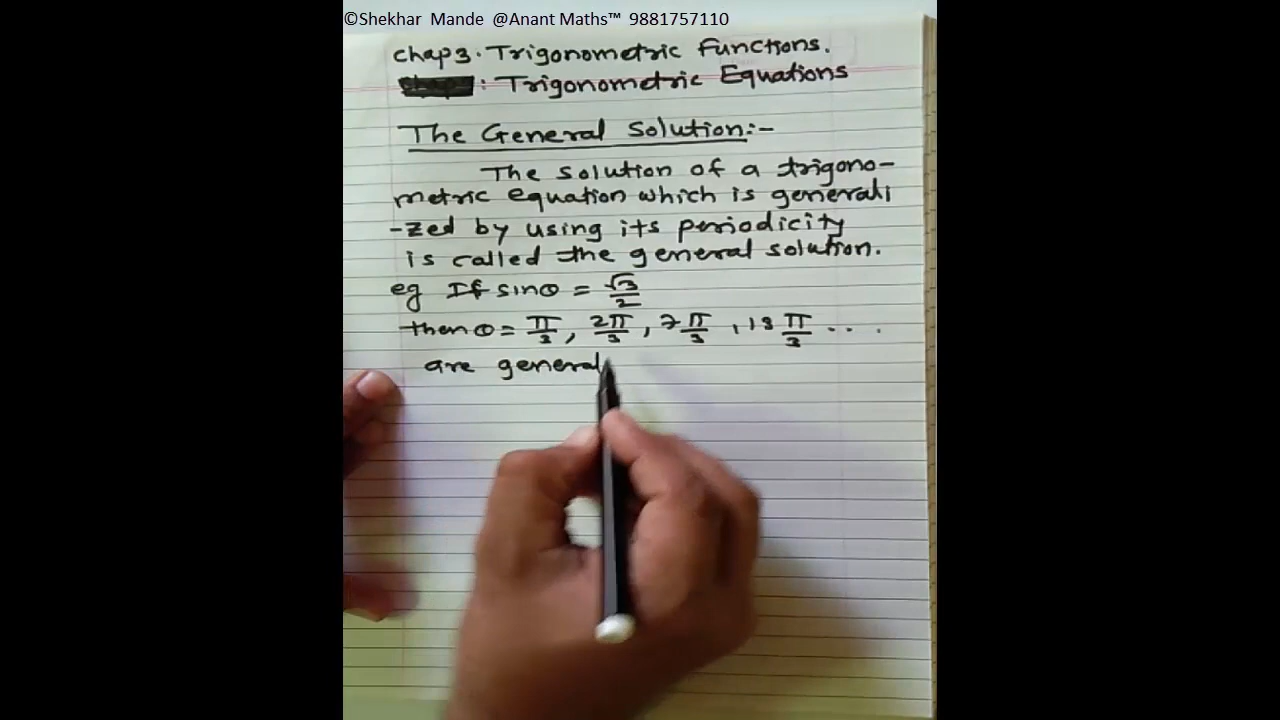 ©Shekhar Mande @Anant Maths™ 9881757110
Chap 3. Trigonometric Functions.
: Trigonometric Equations
The General Solution:-
The solution of a trigono-
metric equation which is generali
-zed by using its periodicity
is called the general solution.
eg If sinθ = √3/2
then θ = π/3, 2π/3, 7π/3, 13 π/3 ...
are general